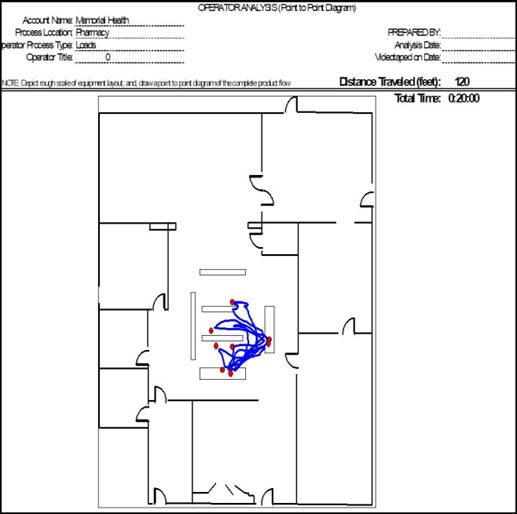 OPERATOR ANALYSIS (Point to Point Diagram)
Account Name: Memorial Health
Process Location: Pharmacy PREPARED BY:
perator Process Type: Loads Analysis Date:
Operator Title: 0 Videotaped on Date:
NOTE: Depict rough scale of equipment layout, and, draw a point to point diagram of the complete product flow Distance Traveled (feet): 120
Total Time: 0:20:00